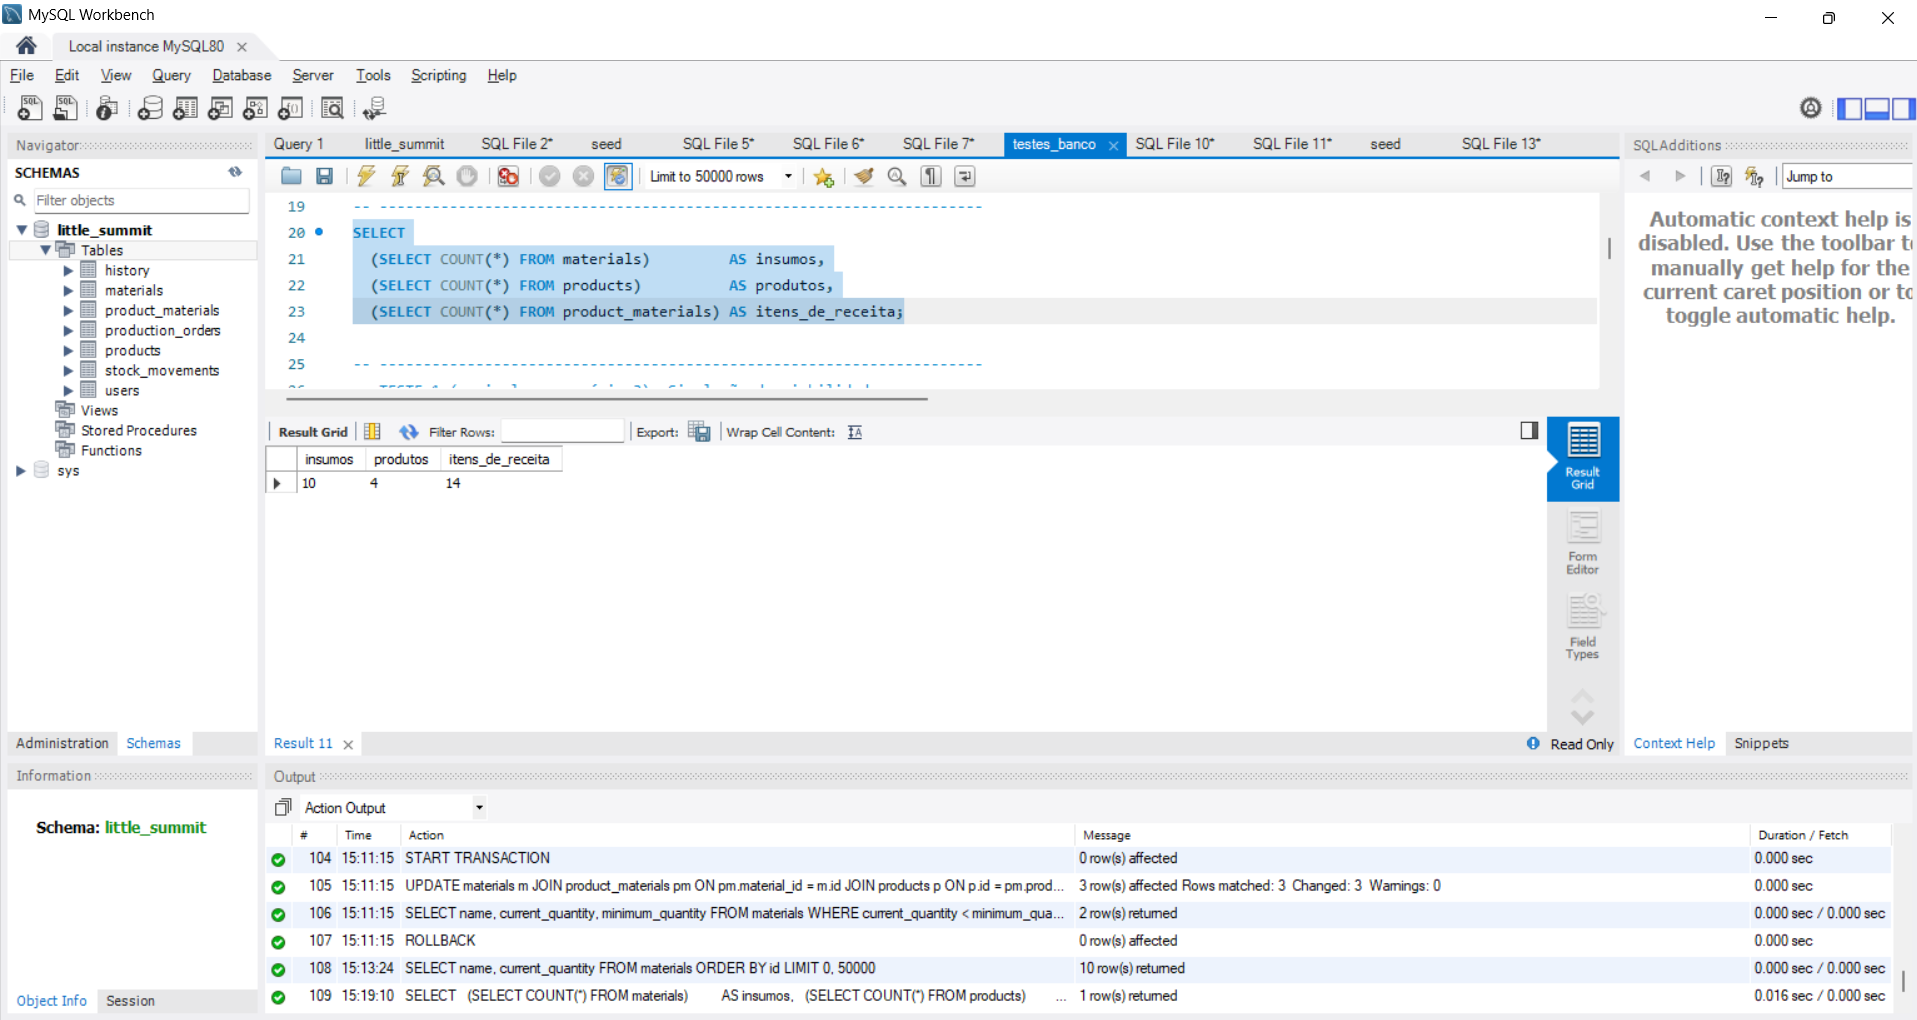 MySQL Workbench
Local instance MySQL80
File Edit View Query Database Server Tools Scripting Help
Navigator
SCHEMAS
Filter objects
little_summit
Tables
history
materials
product_materials
production_orders
products
stock_movements
users
Views
Stored Procedures
Functions
sys
Administration Schemas
Information
Schema: little_summit
Object Info Session
Query 1 little_summit SQL File 2* seed SQL File 5* SQL File 6* SQL File 7* testes_banco SQL File 10* SQL File 11* seed SQL File 13*
Limit to 50000 rows
19 -- ----------------------------------------------------------------------
20 SELECT
21 (SELECT COUNT(*) FROM materials) AS insumos,
22 (SELECT COUNT(*) FROM products) AS produtos,
23 (SELECT COUNT(*) FROM product_materials) AS itens_de_receita;
24
25 -- ----------------------------------------------------------------------
Result Grid Filter Rows: Export: Wrap Cell Content:
insumos produtos itens_de_receita
10 4 14
Result Grid
Form Editor
Field Types
Result 11
Read Only
SQLAdditions
Jump to
Automatic context help is
disabled. Use the toolbar to
manually get help for the
current caret position or to
toggle automatic help.
Context Help Snippets
Output
Action Output
# Time Action Message Duration / Fetch
104 15:11:15 START TRANSACTION 0 row(s) affected 0.000 sec
105 15:11:15 UPDATE materials m JOIN product_materials pm ON pm.material_id = m.id JOIN products p ON p.id = pm.prod... 3 row(s) affected Rows matched: 3 Changed: 3 Warnings: 0 0.000 sec
106 15:11:15 SELECT name, current_quantity, minimum_quantity FROM materials WHERE current_quantity < minimum_qua... 2 row(s) returned 0.000 sec / 0.000 sec
107 15:11:15 ROLLBACK 0 row(s) affected 0.000 sec
108 15:13:24 SELECT name, current_quantity FROM materials ORDER BY id LIMIT 0, 50000 10 row(s) returned 0.000 sec / 0.000 sec
109 15:19:10 SELECT (SELECT COUNT(*) FROM materials) AS insumos, (SELECT COUNT(*) FROM products) ... 1 row(s) returned 0.016 sec / 0.000 sec